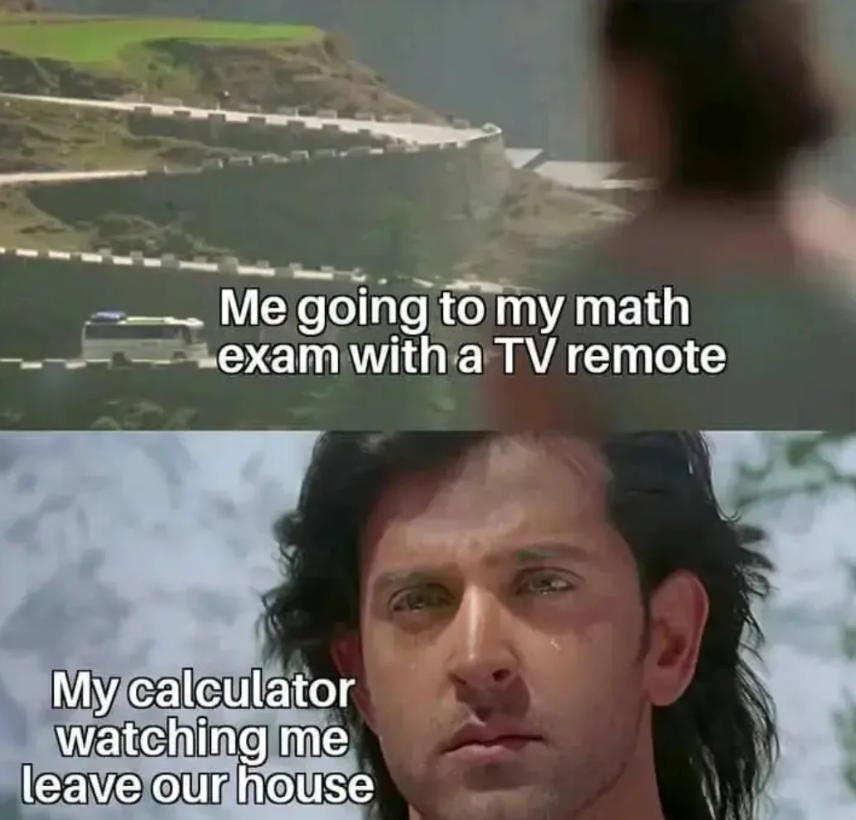 Me going to my math
exam with a TV remote
My calculator
watching me
leave our house